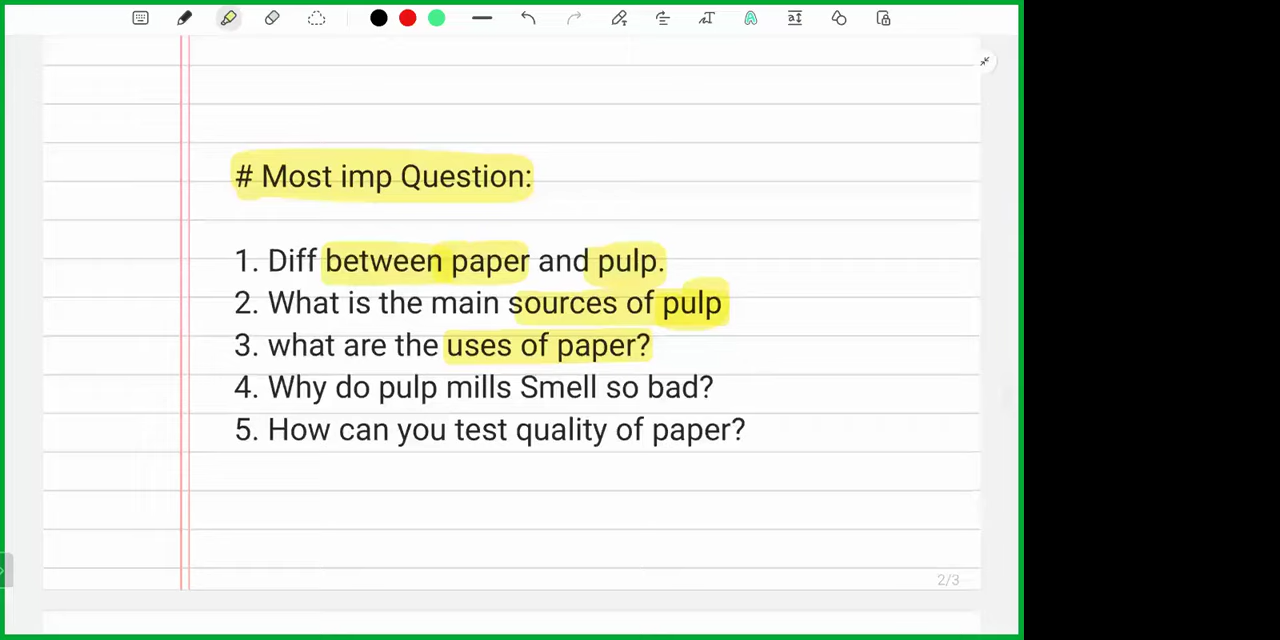 # Most imp Question:
1. Diff between paper and pulp.
2. What is the main sources of pulp
3. what are the uses of paper?
4. Why do pulp mills Smell so bad?
5. How can you test quality of paper?
2/3